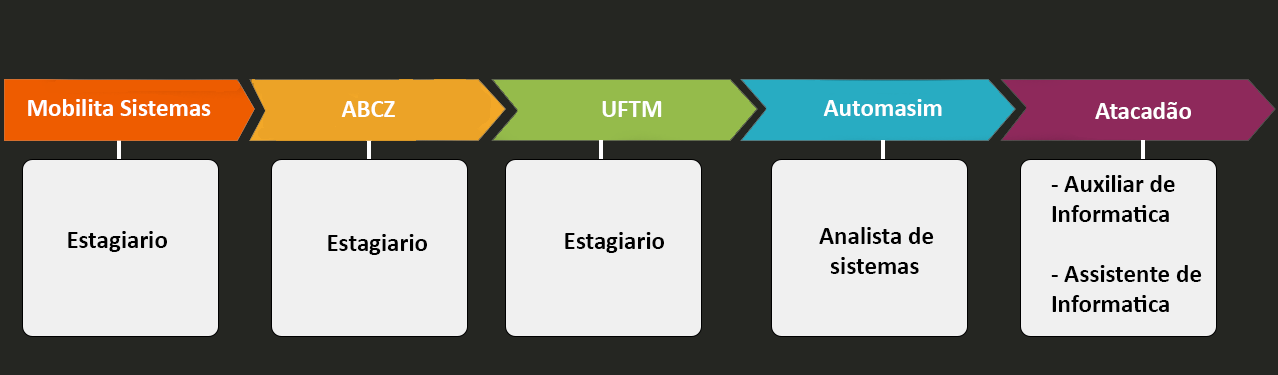 Mobilita Sistemas
ABCZ
UFTM
Automasim
Atacadão
Estagiario
Estagiario
Estagiario
Analista de
sistemas
- Auxiliar de
Informatica
- Assistente de
Informatica